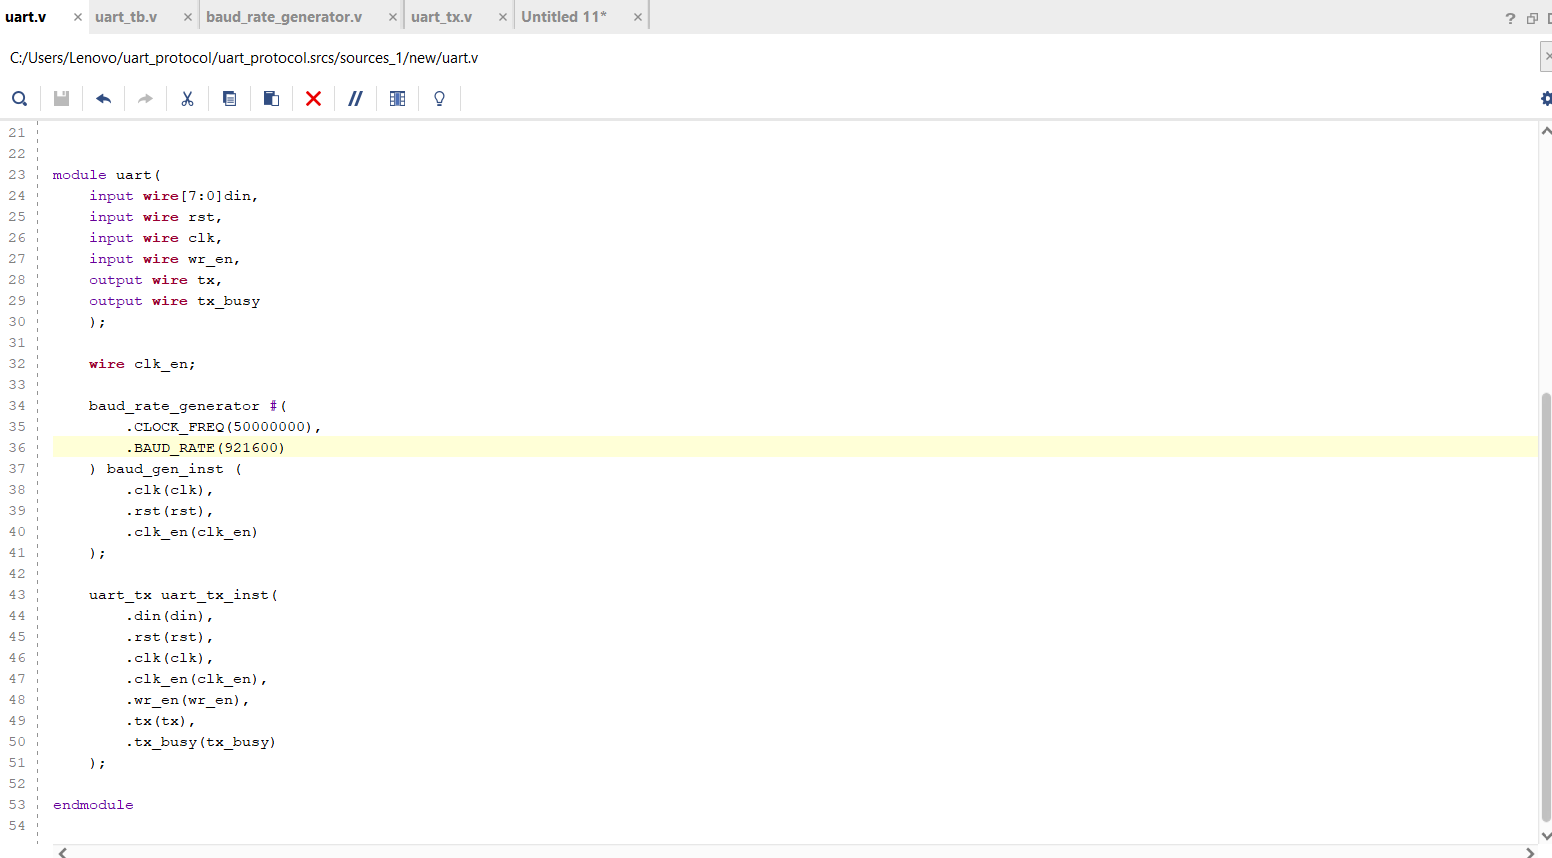 uart.v × uart_tb.v × baud_rate_generator.v × uart_tx.v × Untitled 11* × ?
C:/Users/Lenovo/uart_protocol/uart_protocol.srcs/sources_1/new/uart.v
21
22
23 module uart(
24     input wire[7:0]din,
25     input wire rst,
26     input wire clk,
27     input wire wr_en,
28     output wire tx,
29     output wire tx_busy
30     );
31
32     wire clk_en;
33
34     baud_rate_generator #(
35         .CLOCK_FREQ(50000000),
36         .BAUD_RATE(921600)
37     ) baud_gen_inst (
38         .clk(clk),
39         .rst(rst),
40         .clk_en(clk_en)
41     );
42
43     uart_tx uart_tx_inst(
44         .din(din),
45         .rst(rst),
46         .clk(clk),
47         .clk_en(clk_en),
48         .wr_en(wr_en),
49         .tx(tx),
50         .tx_busy(tx_busy)
51     );
52
53 endmodule
54